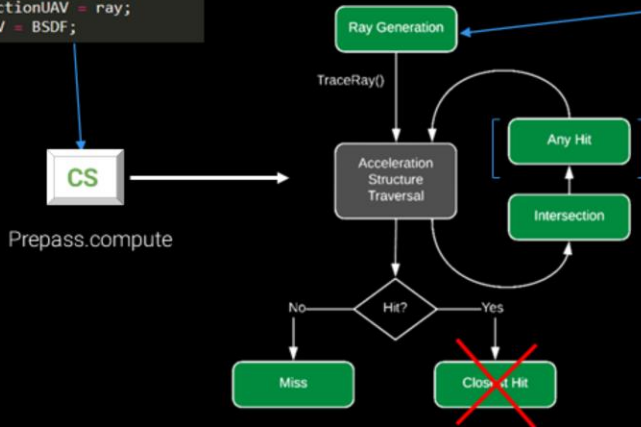 ctionUAV = ray;
V = BSDF;
Ray Generation
TraceRay()
CS
Prepass.compute
Acceleration
Structure
Traversal
Any Hit
Intersection
Hit?
No
Yes
Miss
Closest Hit